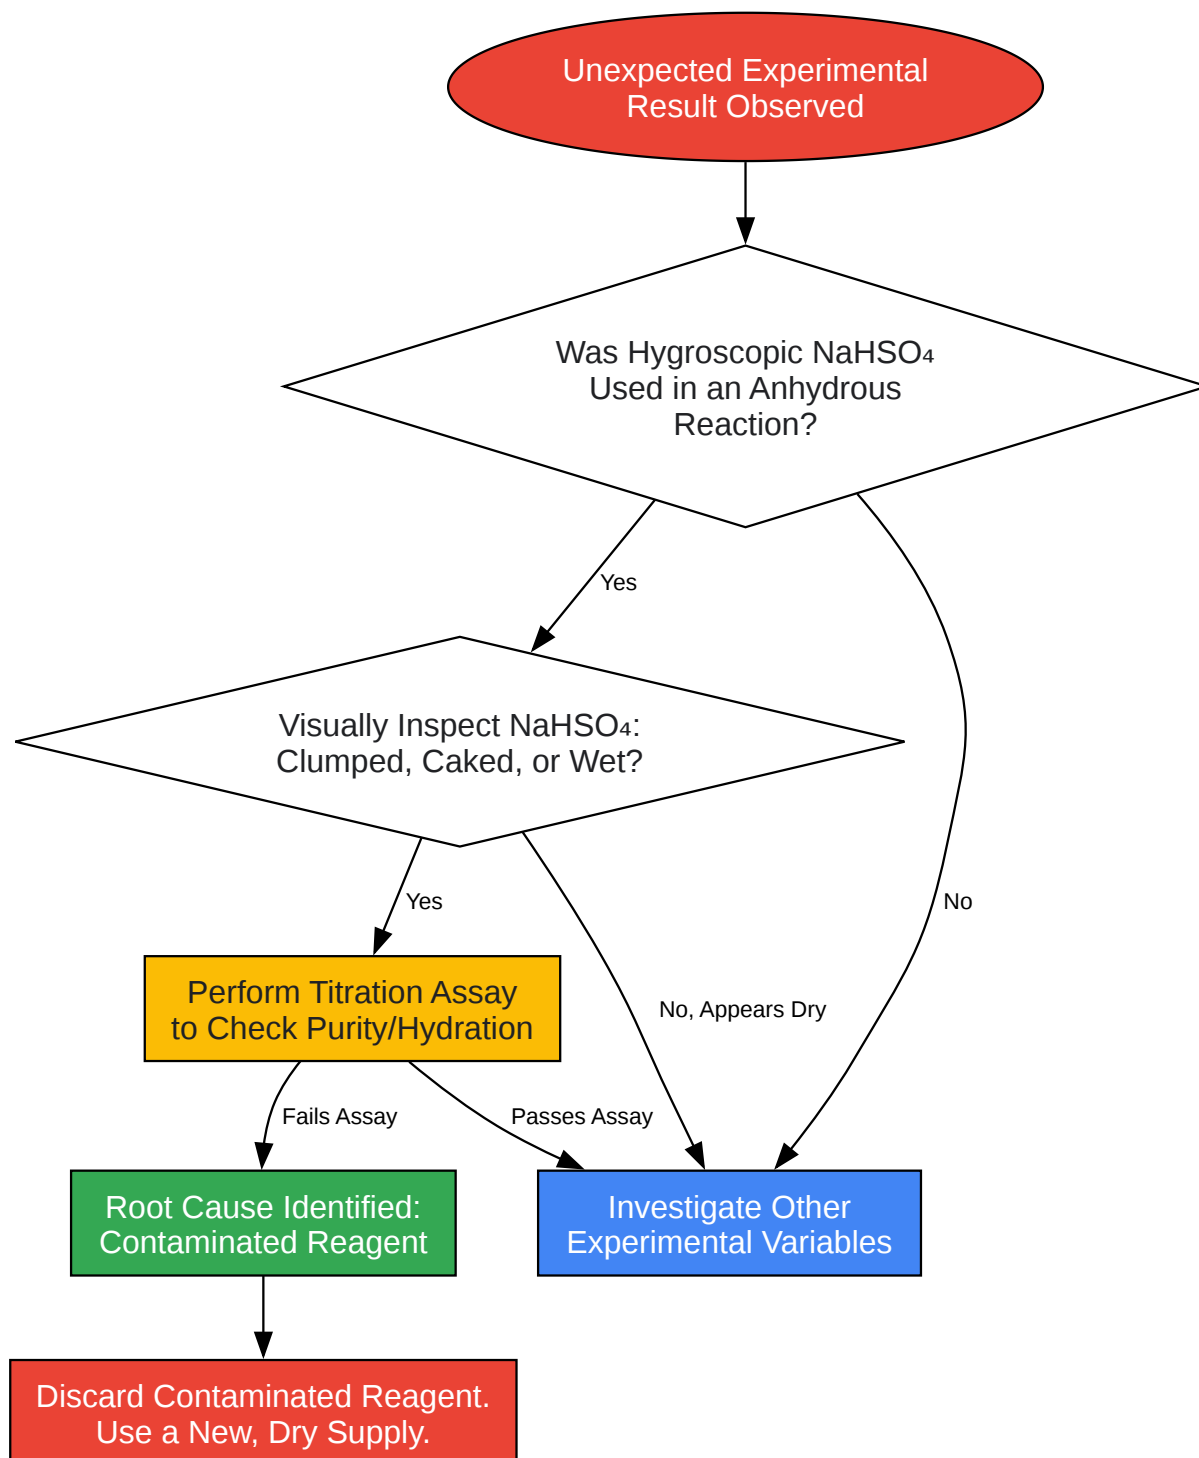 Unexpected Experimental
Result Observed
Was Hygroscopic NaHSO₄
Used in an Anhydrous
Reaction?
Yes
Visually Inspect NaHSO₄:
Clumped, Caked, or Wet?
Yes
No
Perform Titration Assay
to Check Purity/Hydration
No, Appears Dry
Fails Assay
Passes Assay
Root Cause Identified:
Contaminated Reagent
Investigate Other
Experimental Variables
Discard Contaminated Reagent.
Use a New, Dry Supply.